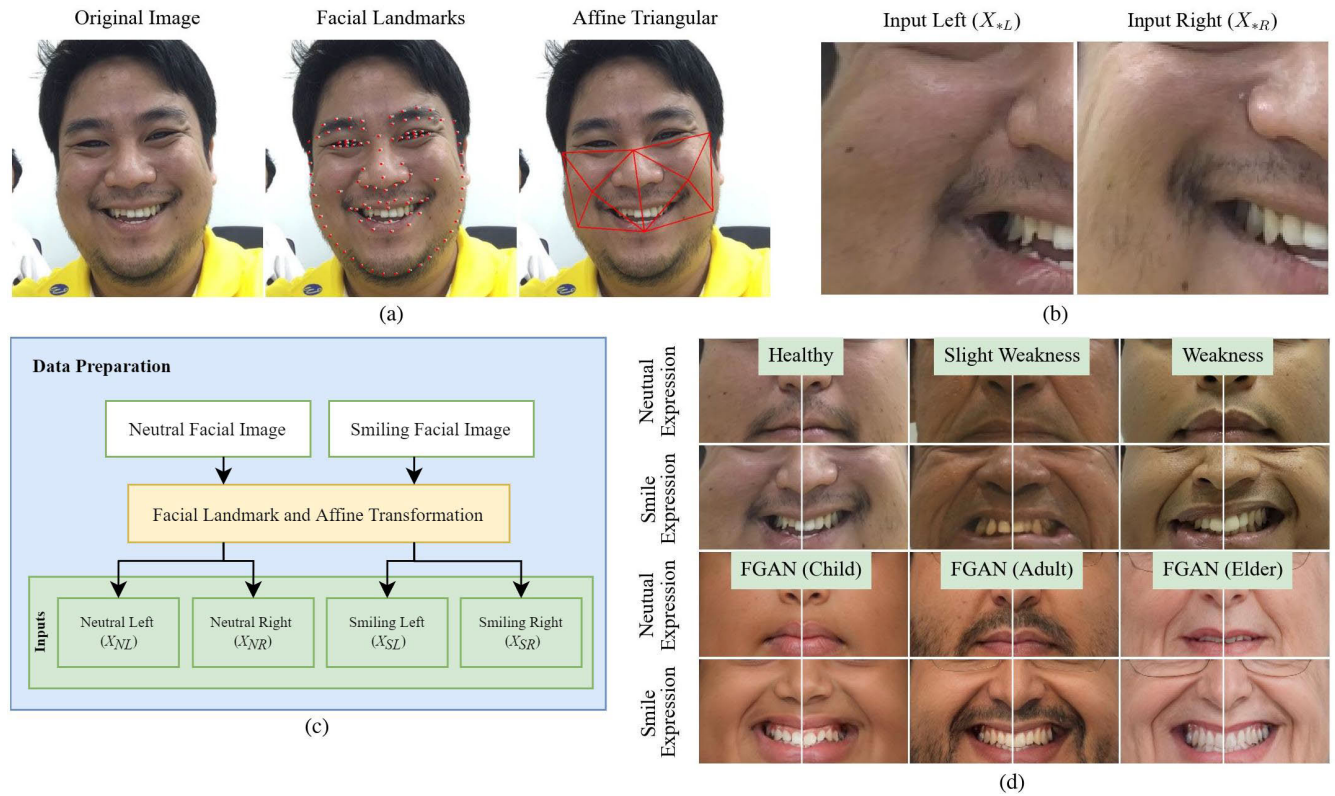 Original Image
Facial Landmarks
Affine Triangular
(a)
Input Left (X*L)
Input Right (X*R)
(b)
Data Preparation
Neutral Facial Image
Smiling Facial Image
Facial Landmark and Affine Transformation
Inputs
Neutral Left
(XNL)
Neutral Right
(XNR)
Smiling Left
(XSL)
Smiling Right
(XSR)
(c)
Healthy
Slight Weakness
Weakness
Neutual
Expression
Smile
Expression
FGAN (Child)
FGAN (Adult)
FGAN (Elder)
Neutual
Expression
Smile
Expression
(d)